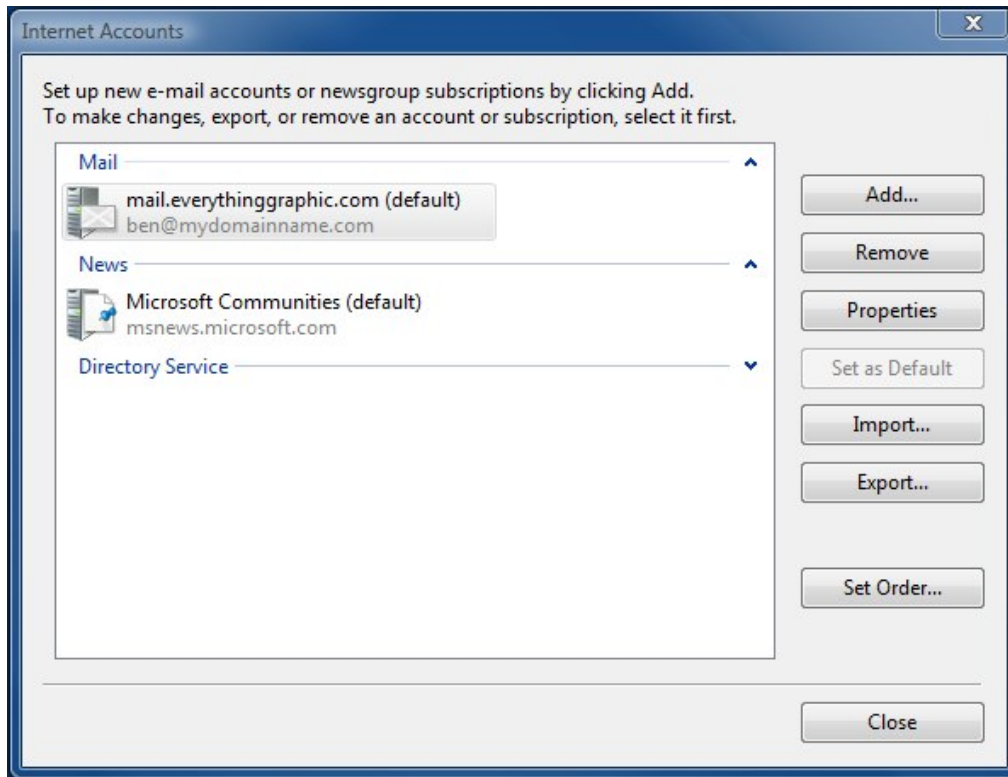 Internet Accounts
Set up new e-mail accounts or newsgroup subscriptions by clicking Add.
To make changes, export, or remove an account or subscription, select it first.
Mail
mail.everythinggraphic.com (default)
ben@mydomainname.com
News
Microsoft Communities (default)
msnews.microsoft.com
Directory Service
Add...
Remove
Properties
Set as Default
Import...
Export...
Set Order...
Close